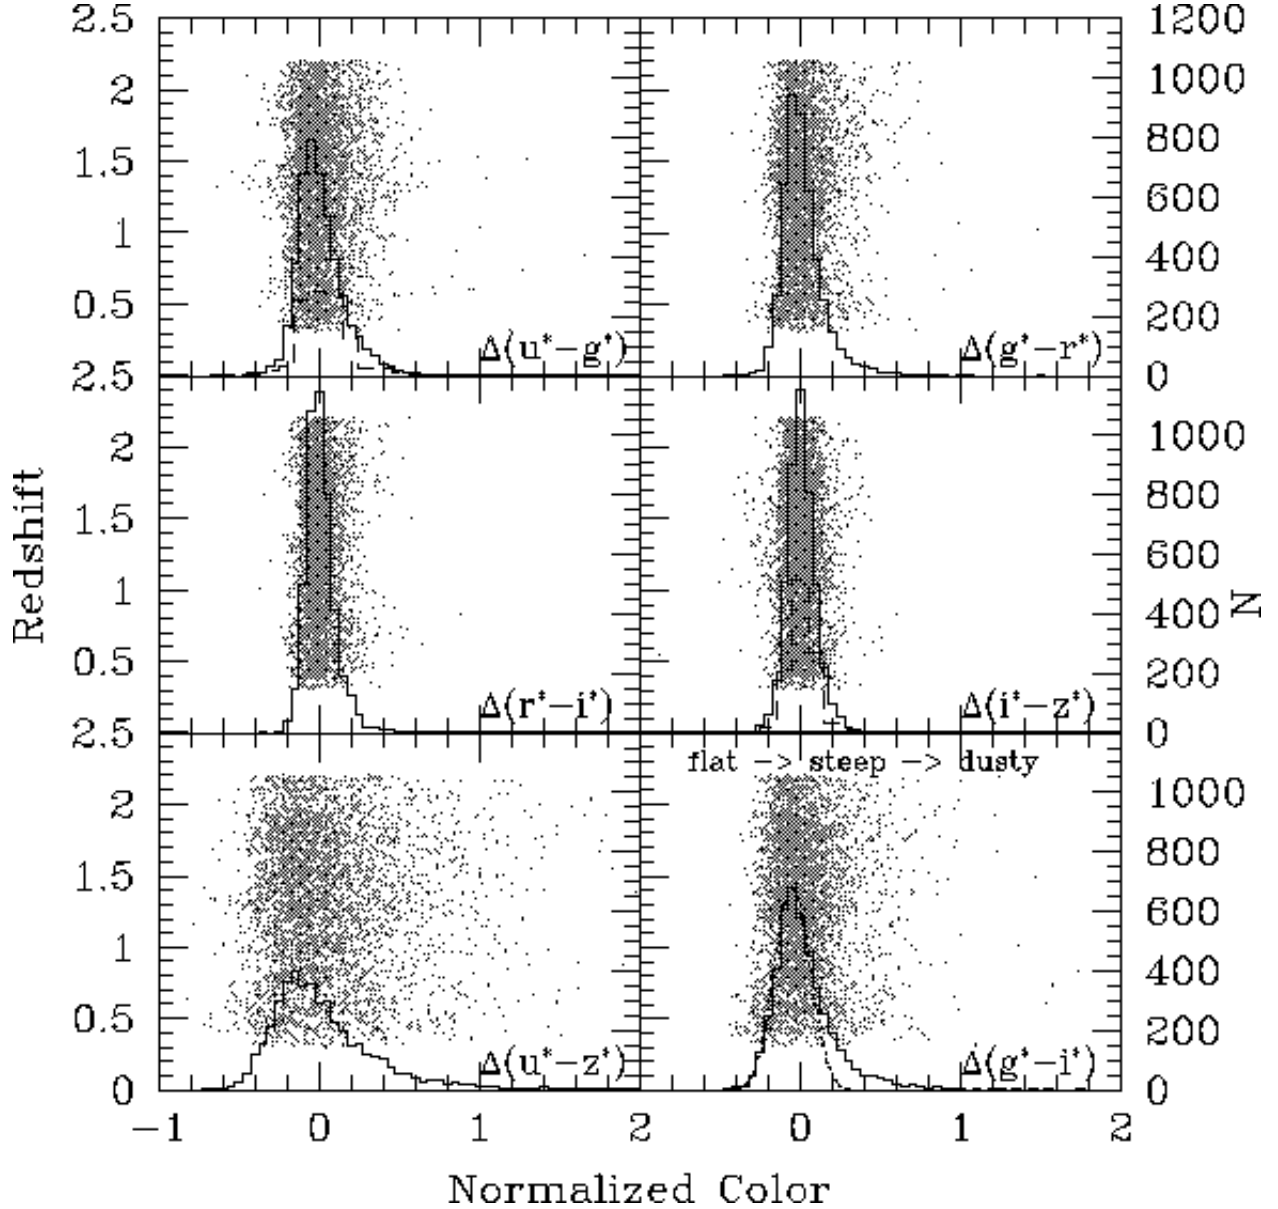 2.5 1200
2 1000
1.5 800
600
1 400
0.5 200
Δ(u*−g*) Δ(g*−r*)
2.5 0
2 1000
1.5 800
600
1 400
0.5 200
Δ(r*−i*) Δ(i*−z*)
2.5 0
flat −> steep −> dusty
2 1000
1.5 800
600
1 400
0.5 200
Δ(u*−z*) Δ(g*−i*)
0 0
−1 0 1 2 0 1 2
Redshift
N
Normalized Color